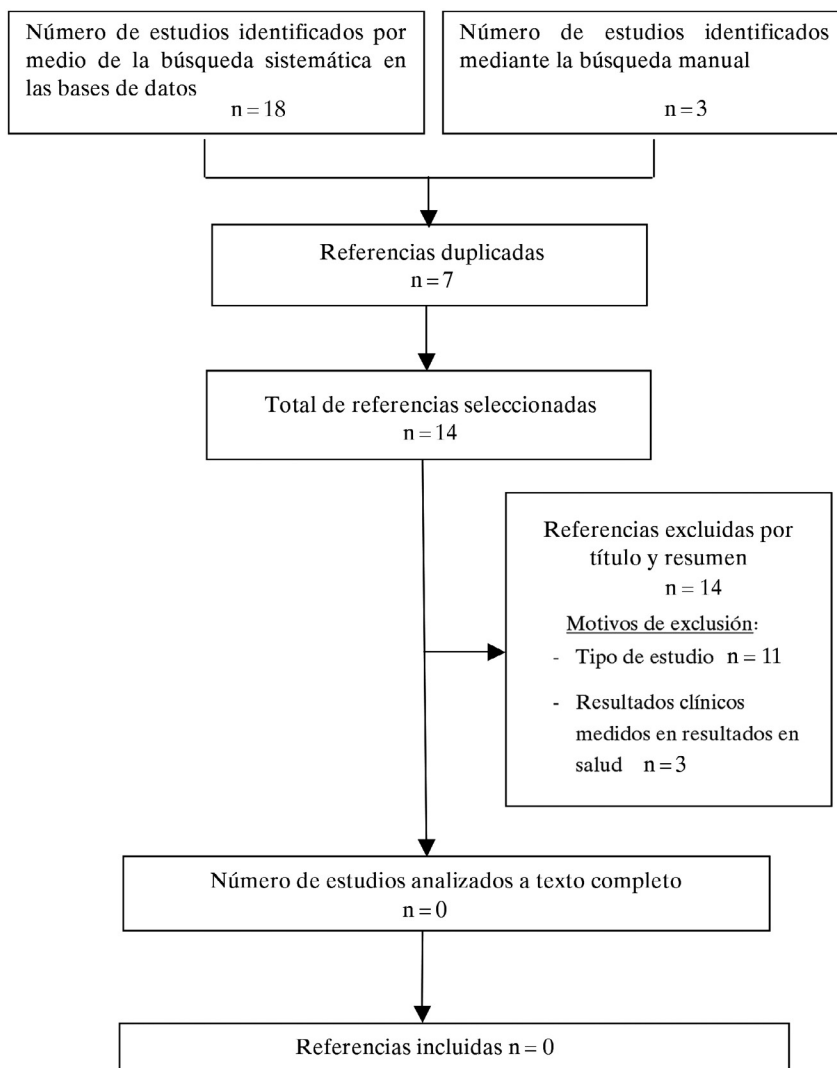 Número de estudios identificados por
medio de la búsqueda sistemática en
las bases de datos
n = 18
Número de estudios identificados
mediante la búsqueda manual
n = 3
Referencias duplicadas
n = 7
Total de referencias seleccionadas
n = 14
Referencias excluidas por
título y resumen
n = 14
Motivos de exclusión:
- Tipo de estudio n = 11
- Resultados clínicos
medidos en resultados en
salud n = 3
Número de estudios analizados a texto completo
n = 0
Referencias incluidas n = 0